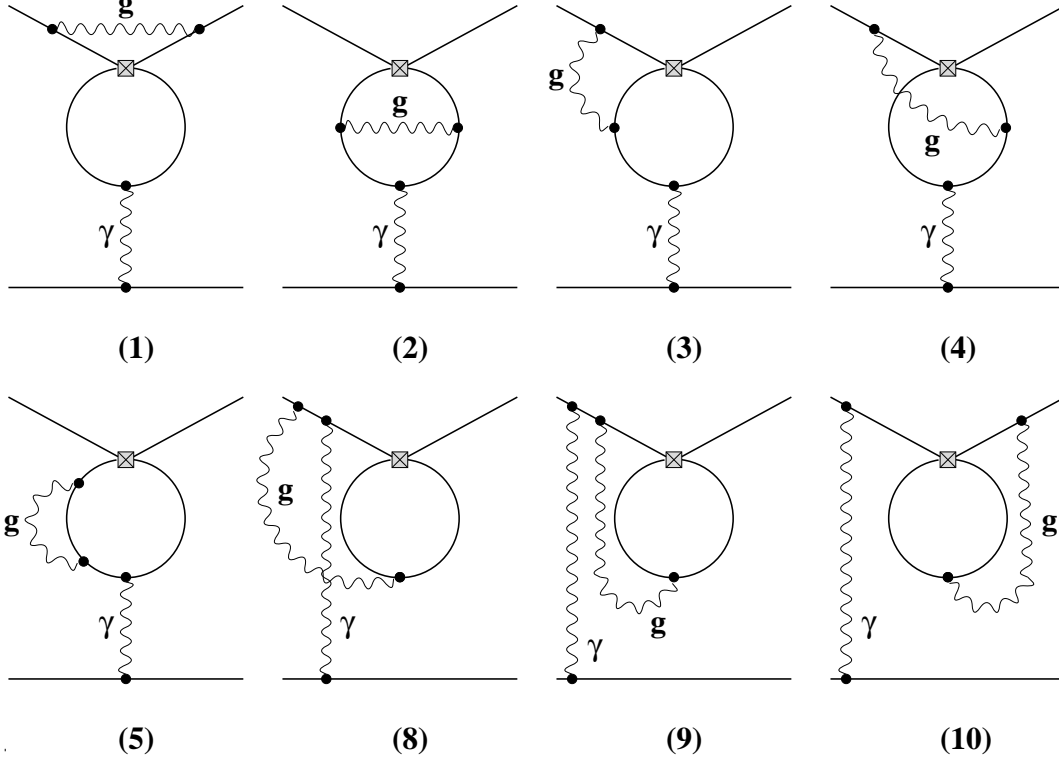 g g g g
γ γ γ γ
(1) (2) (3) (4)
g g g g
γ γ γ γ
(5) (8) (9) (10)